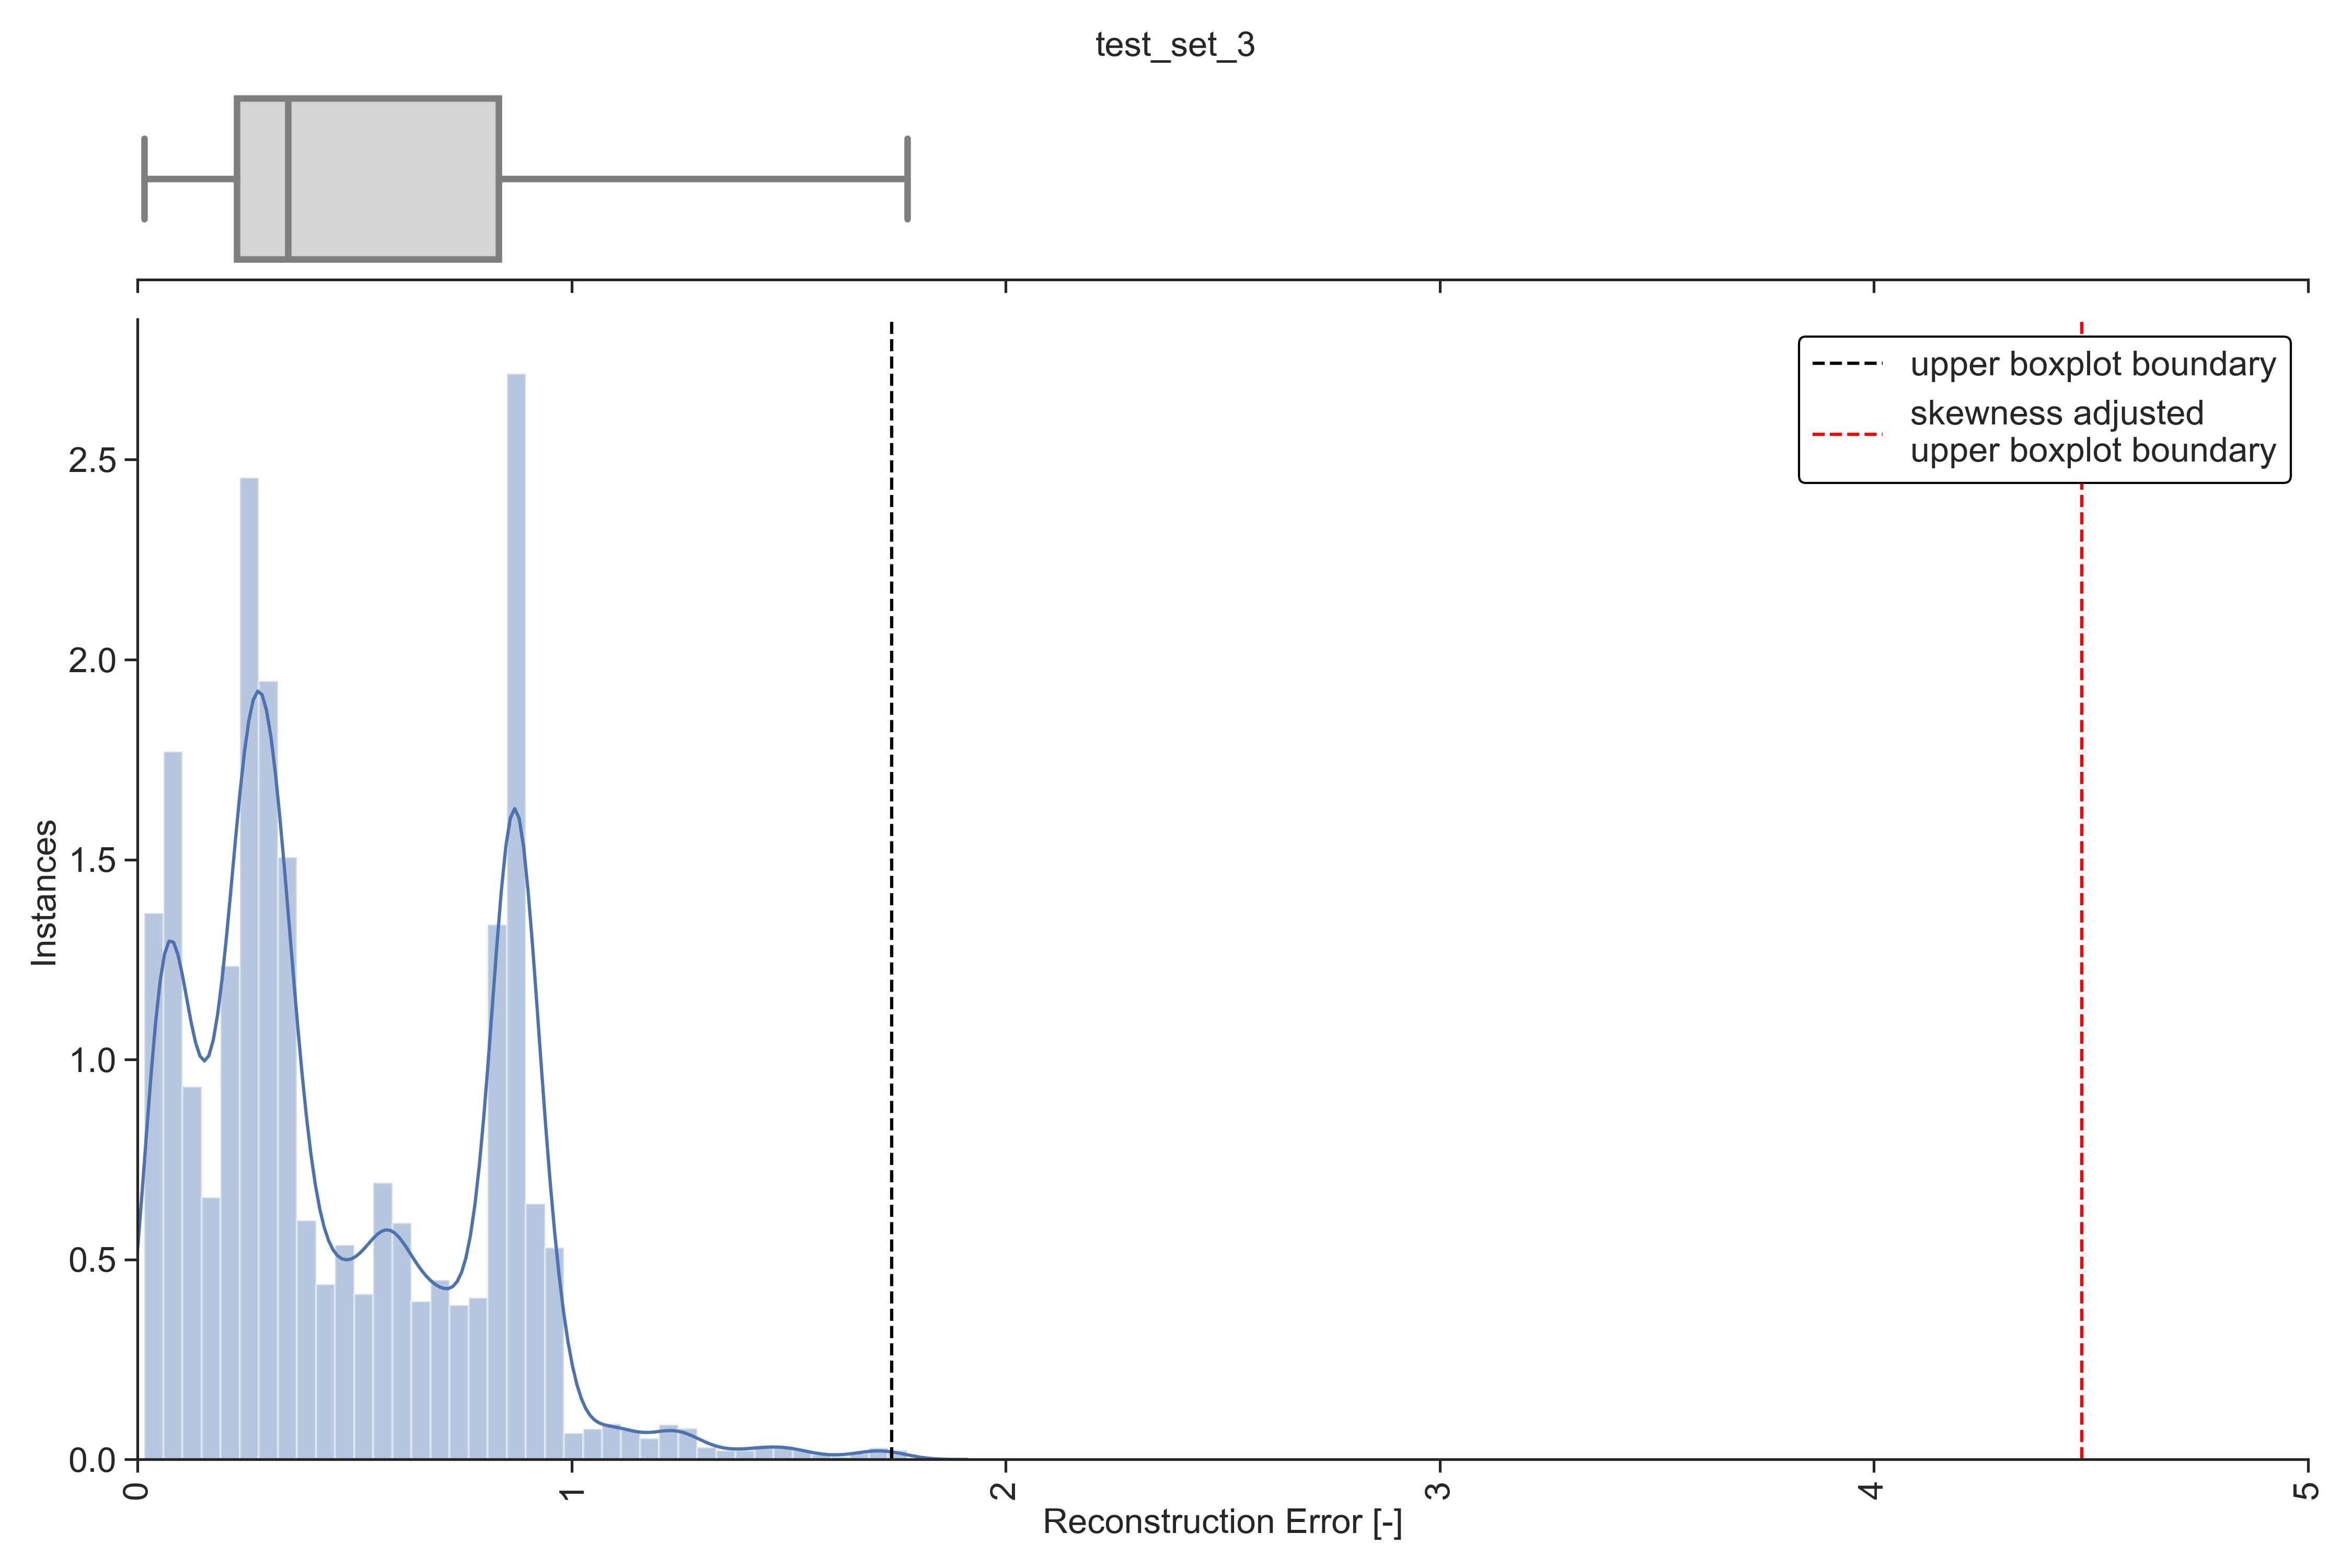 test_set_3
upper boxplot boundary
skewness adjusted
upper boxplot boundary
2.5
2.0
1.5
1.0
0.5
0.0
Instances
0
1
2
3
4
5
Reconstruction Error [-]